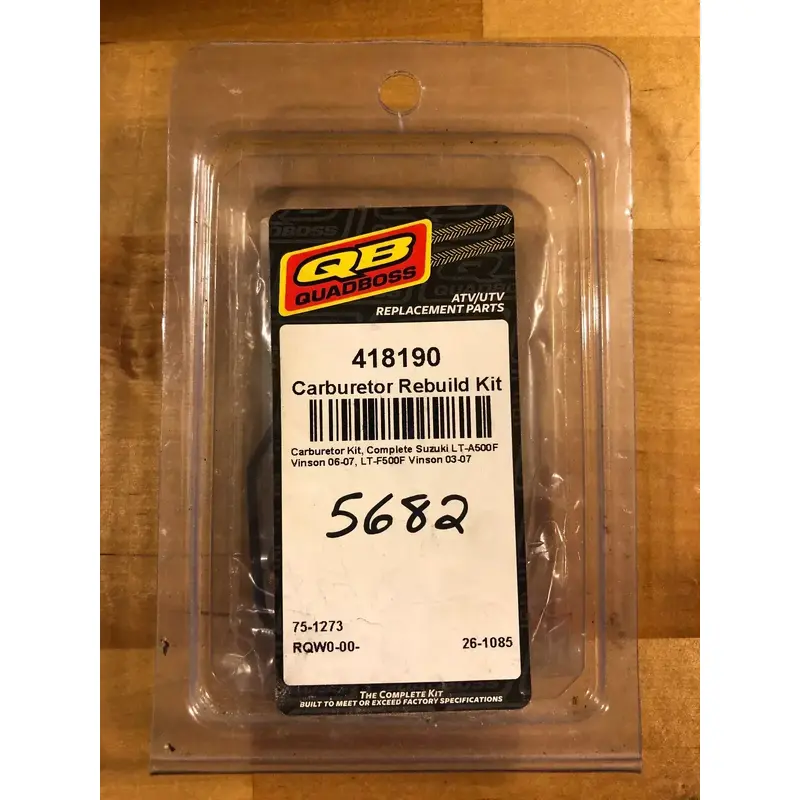 QB
QUADBOSS
ATV/UTV
REPLACEMENT PARTS
418190
Carburetor Rebuild Kit
Carburetor Kit, Complete Suzuki LT-A500F
Vinson 06-07, LT-F500F Vinson 03-07
5682
75-1273
RQW0-00-
26-1085
THE COMPLETE KIT
BUILT TO MEET OR EXCEED FACTORY SPECIFICATIONS